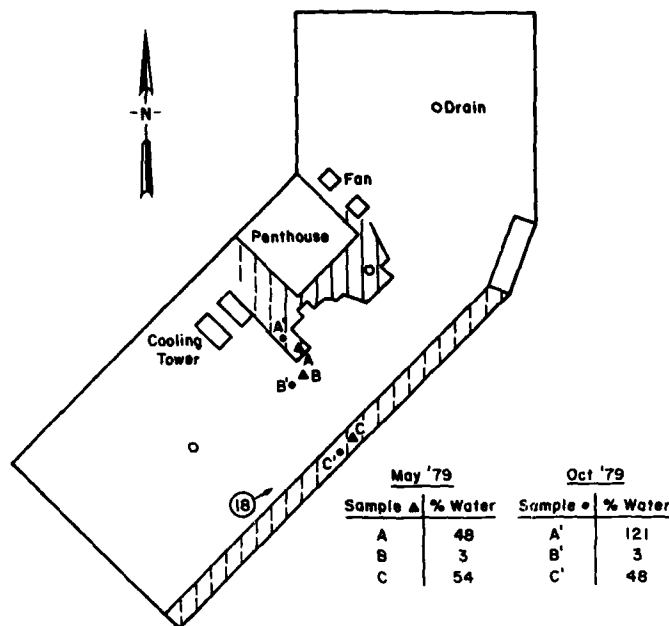 -N-
Drain
Fan
Penthouse
Cooling
Tower
A'
A
B
B'
C
C'
18
May '79
Oct '79
Sample ▲ % Water
Sample • % Water
A 48
A' 121
B 3
B' 3
C 54
C' 48